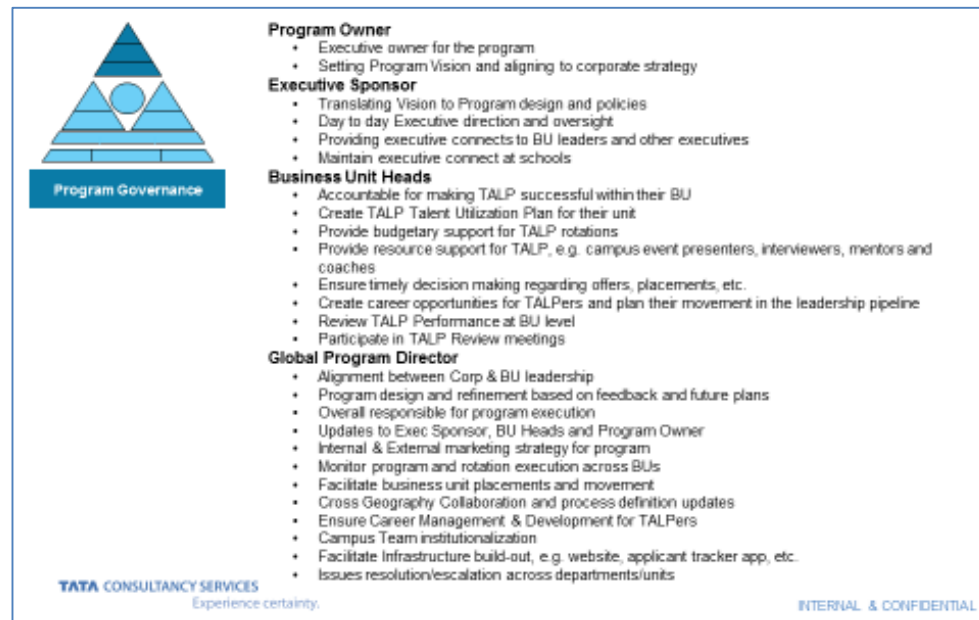 Program Owner
• Executive owner for the program
• Setting Program Vision and aligning to corporate strategy
Executive Sponsor
• Translating Vision to Program design and policies
• Day to day Executive direction and oversight
• Providing executive connects to BU leaders and other executives
• Maintain executive connect at schools
Business Unit Heads
• Accountable for making TALP successful within their BU
• Create TALP Talent Utilization Plan for their unit
• Provide budgetary support for TALP rotations
• Provide resource support for TALP, e.g. campus event presenters, interviewers, mentors and
coaches
• Ensure timely decision making regarding offers, placements, etc.
• Create career opportunities for TALPers and plan their movement in the leadership pipeline
• Review TALP Performance at BU level
• Participate in TALP Review meetings
Global Program Director
• Alignment between Corp & BU leadership
• Program design and refinement based on feedback and future plans
• Overall responsible for program execution
• Updates to Exec Sponsor, BU Heads and Program Owner
• Internal & External marketing strategy for program
• Monitor program and rotation execution across BUs
• Facilitate business unit placements and movement
• Cross Geography Collaboration and process definition updates
• Ensure Career Management & Development for TALPers
• Campus Team institutionalization
• Facilitate Infrastructure build-out, e.g. website, applicant tracker app, etc.
• Issues resolution/escalation across departments/units
Program Governance
TATA CONSULTANCY SERVICES
Experience certainty.
INTERNAL & CONFIDENTIAL